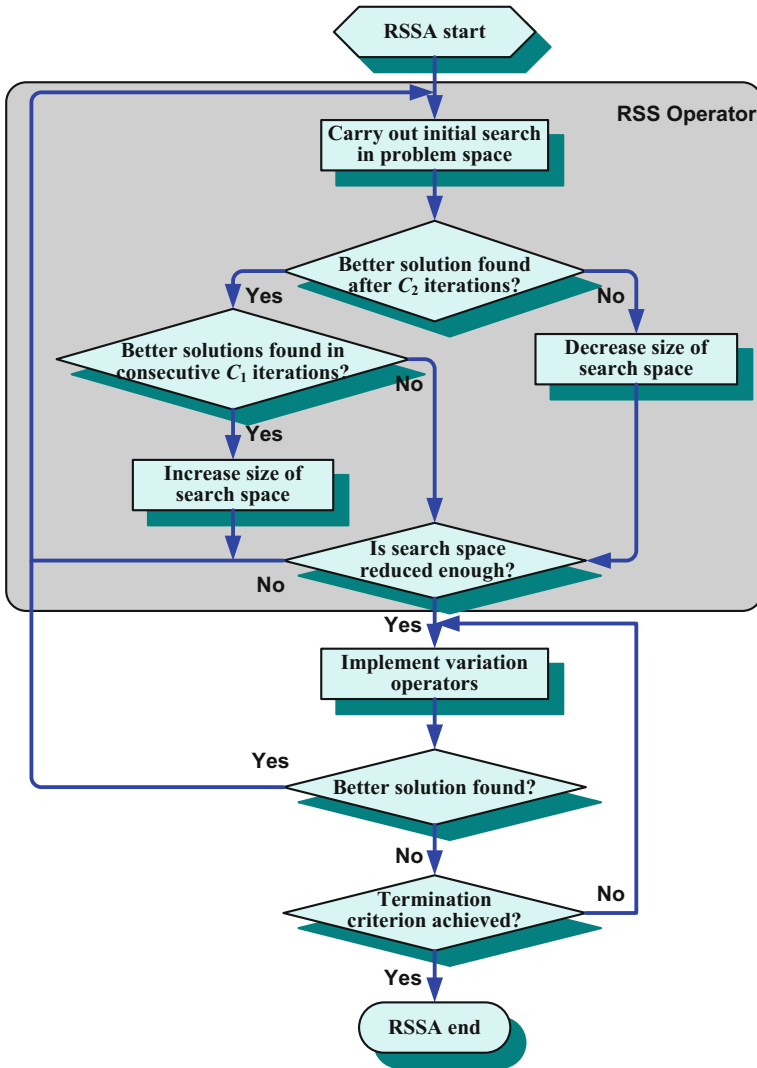 RSSA start
RSS Operator
Carry out initial search
in problem space
Better solution found
after C2 iterations?
Yes
No
Better solutions found in
consecutive C1 iterations?
Decrease size of
search space
No
Yes
Increase size of
search space
Is search space
reduced enough?
No
Yes
Implement variation
operators
Yes
Better solution found?
No
Termination
criterion achieved?
No
Yes
RSSA end